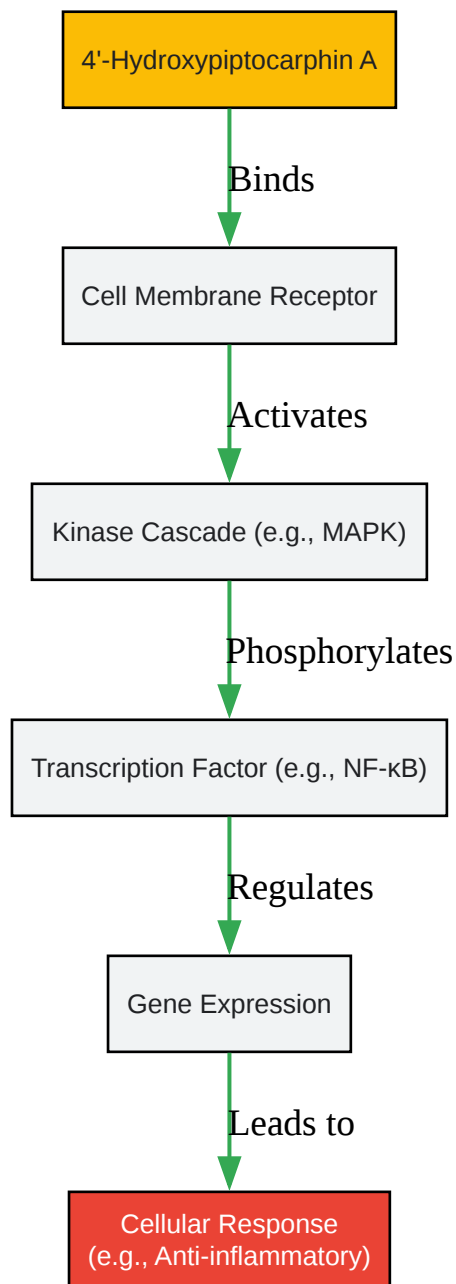 4'-Hydroxypiptocarphin A
Binds
Cell Membrane Receptor
Activates
Kinase Cascade (e.g., MAPK)
Phosphorylates
Transcription Factor (e.g., NF-κB)
Regulates
Gene Expression
Leads to
Cellular Response
(e.g., Anti-inflammatory)